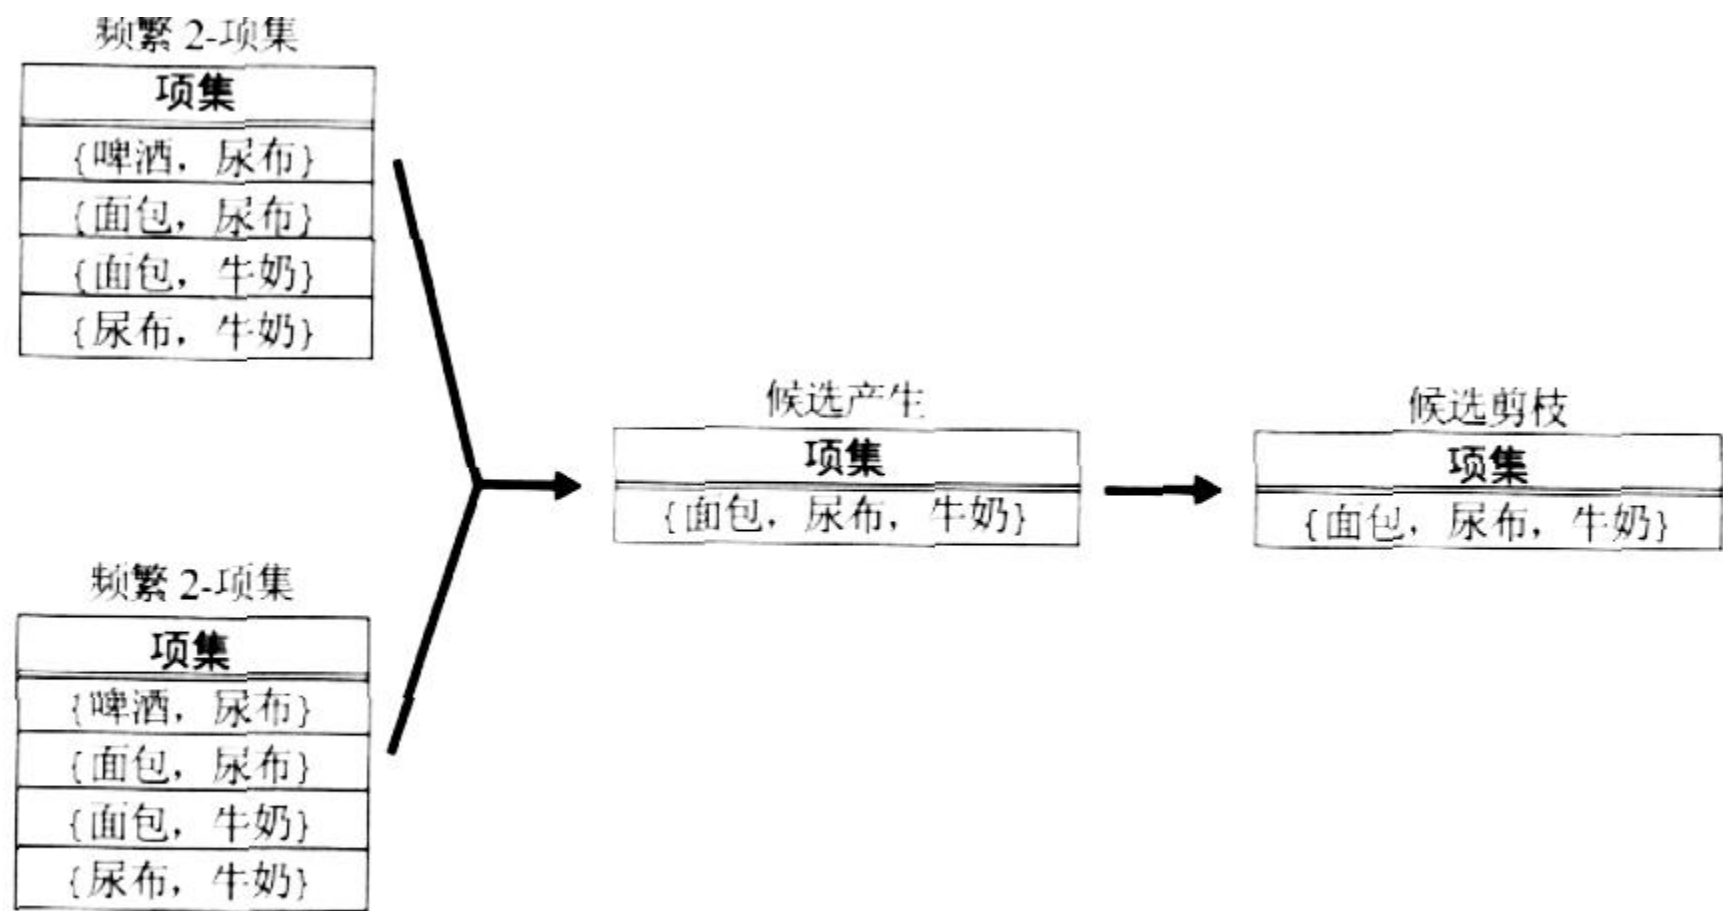 频繁 2-项集
项集
{啤酒，尿布}
{面包，尿布}
{面包，牛奶}
{尿布，牛奶}
候选产生
项集
{面包，尿布，牛奶}
候选剪枝
项集
{面包，尿布，牛奶}
频繁 2-项集
项集
{啤酒，尿布}
{面包，尿布}
{面包，牛奶}
{尿布，牛奶}